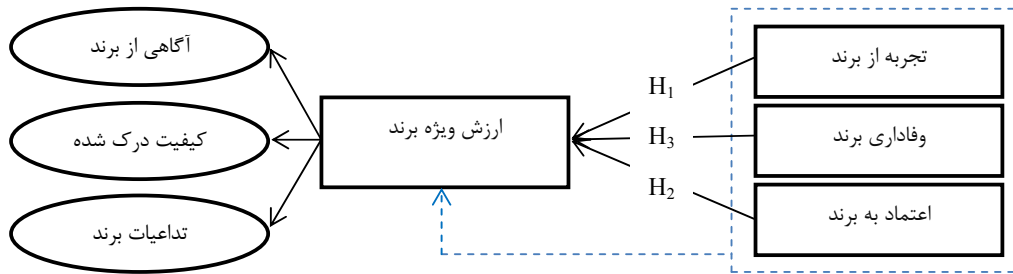 تجربه از برند
وفاداری برند
اعتماد به برند
H₁
H₃
H₂
ارزش ویژه برند
آگاهی از برند
کیفیت درک شده
تداعیات برند